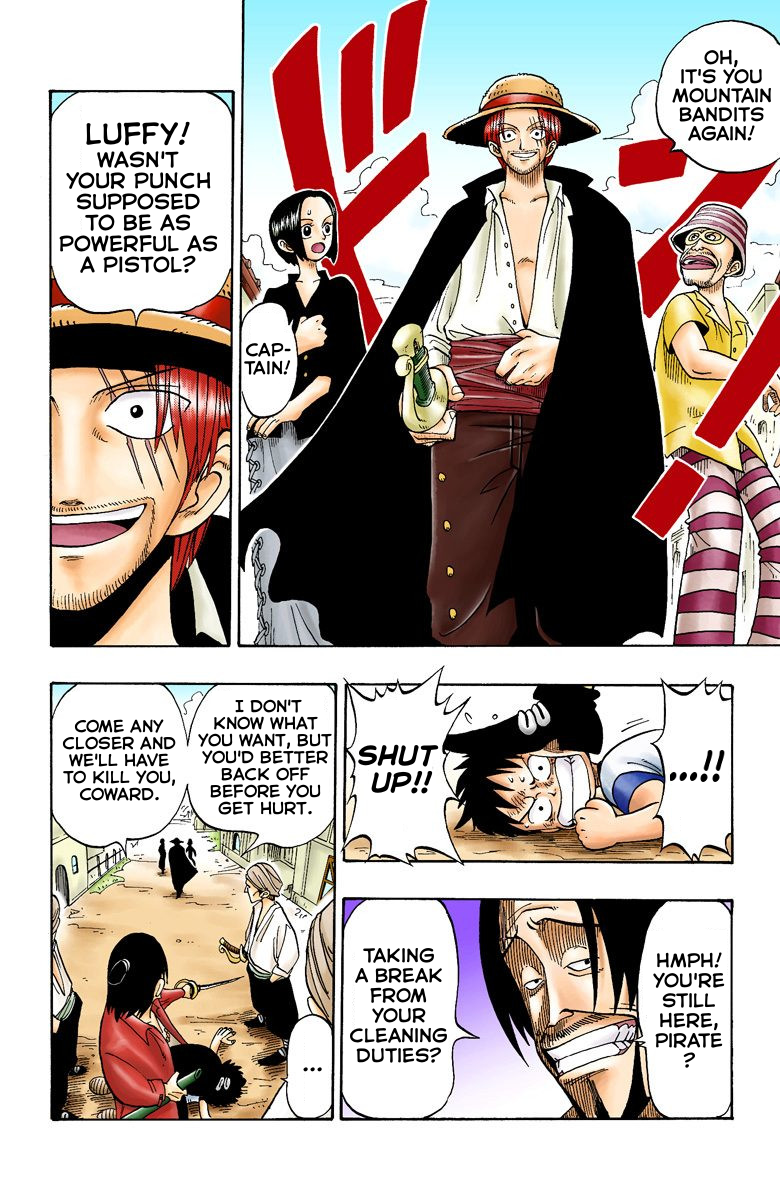 OH,
IT'S YOU
MOUNTAIN
BANDITS
AGAIN!
ドン!
CAP-
TAIN!
LUFFY!
WASN'T
YOUR PUNCH
SUPPOSED
TO BE AS
POWERFUL AS
A PISTOL?
...!!
SHUT
UP!!
HMPH!
YOU'RE
STILL
HERE,
PIRATE
?
TAKING
A BREAK
FROM
YOUR
CLEANING
DUTIES?
I DON'T
KNOW WHAT
YOU WANT, BUT
YOU'D BETTER
BACK OFF
BEFORE YOU
GET HURT.
COME ANY
CLOSER AND
WE'LL HAVE
TO KILL YOU,
COWARD.
...